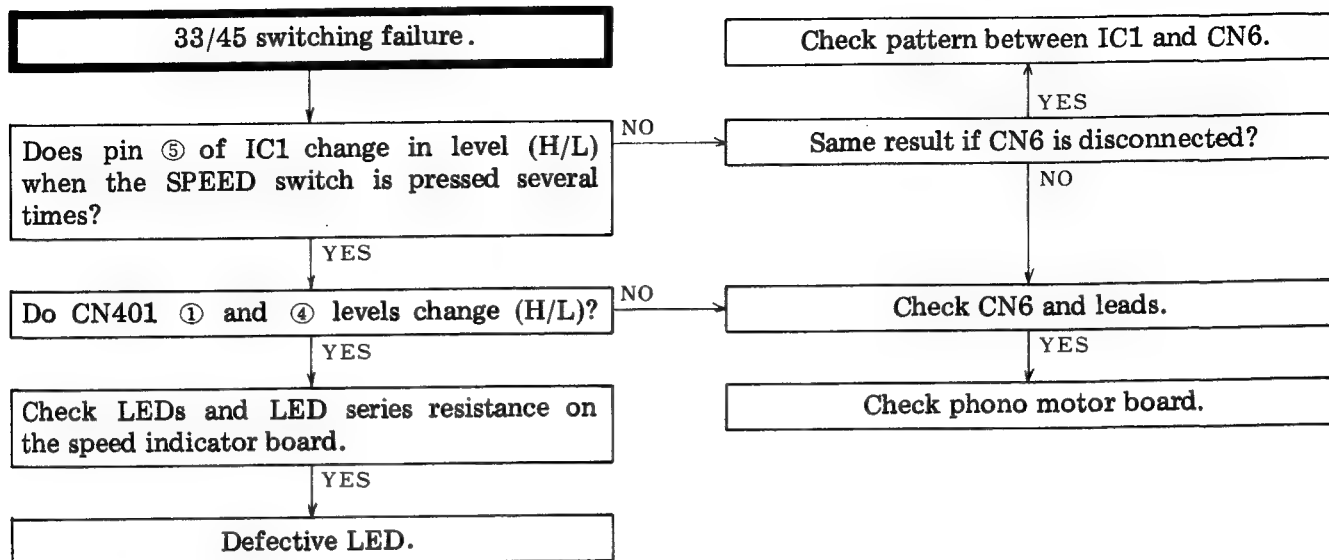 33/45 switching failure.
Does pin ⑤ of IC1 change in level (H/L)
when the SPEED switch is pressed several
times?
NO
YES
Do CN401 ① and ④ levels change (H/L)?
NO
YES
Check LEDs and LED series resistance on
the speed indicator board.
YES
Defective LED.
Check pattern between IC1 and CN6.
YES
Same result if CN6 is disconnected?
NO
Check CN6 and leads.
YES
Check phono motor board.